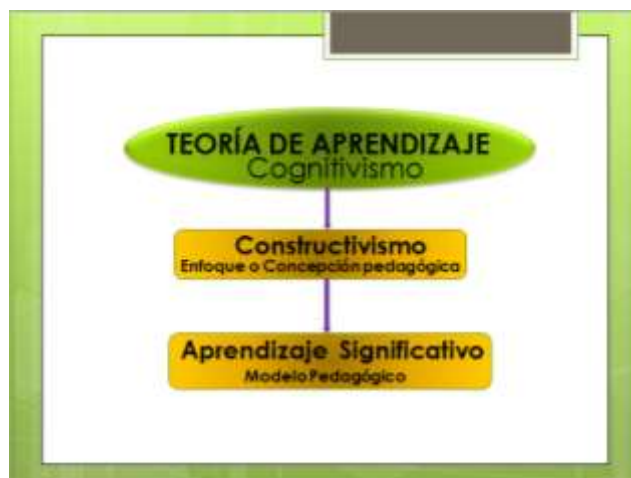 TEORÍA DE APRENDIZAJE
Cognitivismo
Constructivismo
Enfoque o Concepción pedagógica
Aprendizaje Significativo
Modelo Pedagógico